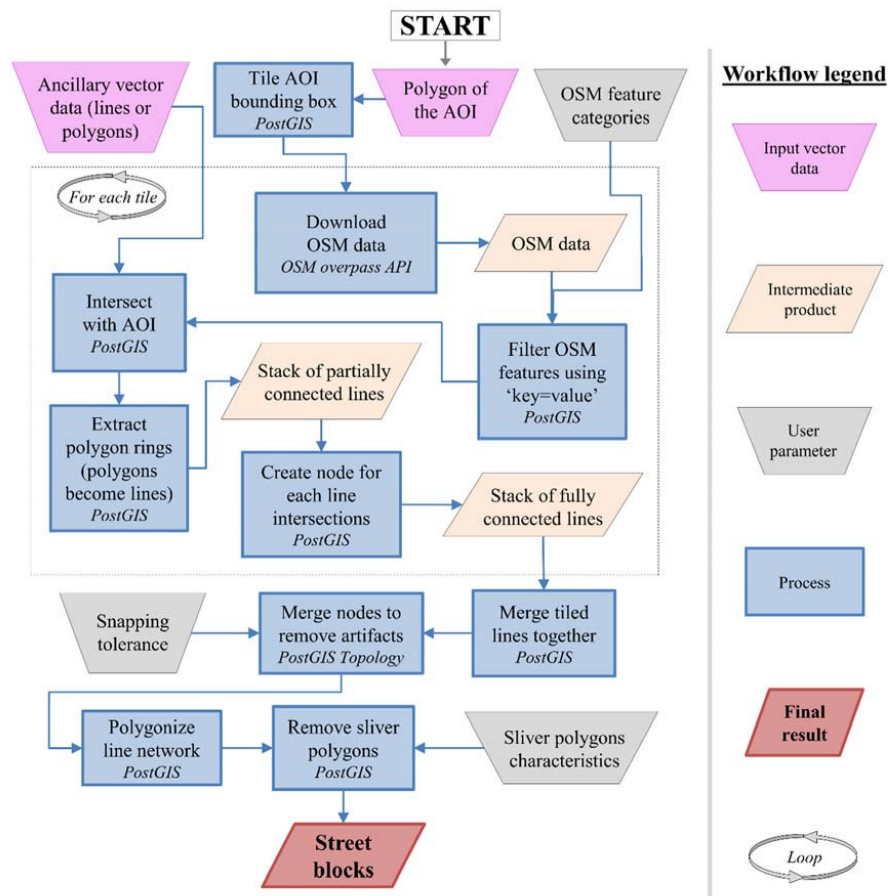 START
Ancillary vector
data (lines or
polygons)
Tile AOI
bounding box
PostGIS
Polygon of
the AOI
OSM feature
categories
For each tile
Download
OSM data
OSM overpass API
OSM data
Intersect
with AOI
PostGIS
Filter OSM
features using
‘key=value’
PostGIS
Extract
polygon rings
(polygons
become lines)
PostGIS
Stack of partially
connected lines
Create node for
each line
intersections
PostGIS
Stack of fully
connected lines
Snapping
tolerance
Merge nodes to
remove artifacts
PostGIS Topology
Merge tiled
lines together
PostGIS
Polygonize
line network
PostGIS
Remove sliver
polygons
PostGIS
Sliver polygons
characteristics
Street
blocks
Workflow legend
Input vector
data
Intermediate
product
User
parameter
Process
Final
result
Loop